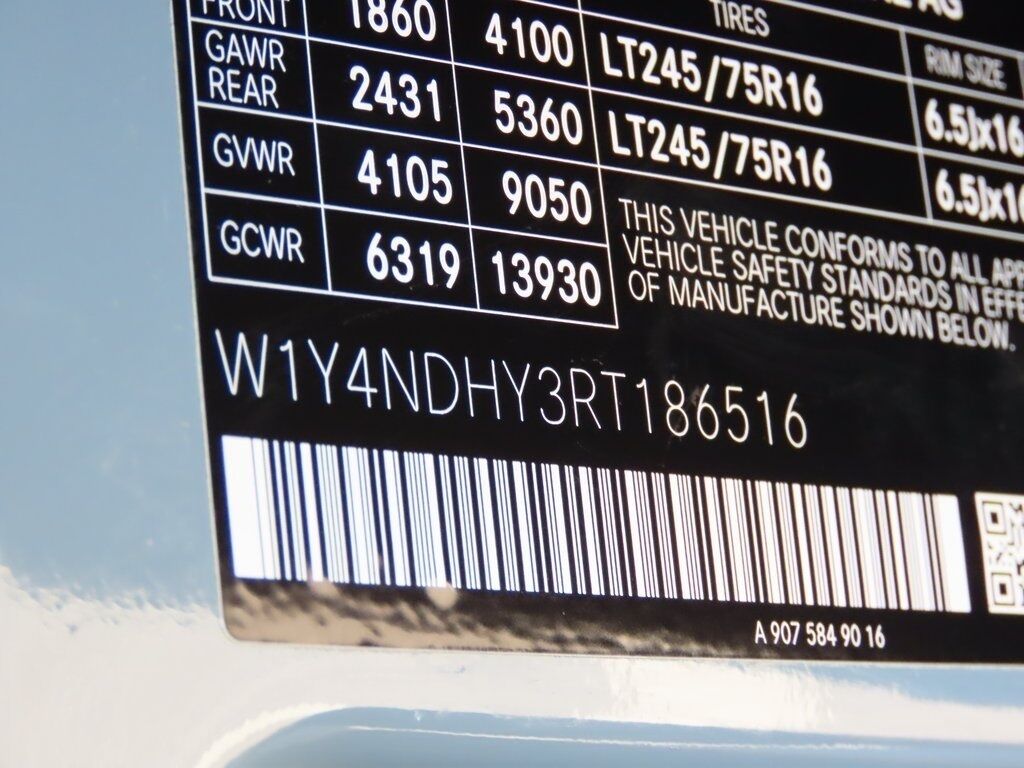 AG
TIRES RIM SIZE
FRONT 1860 4100 LT245/75R16 6.5Jx16
GAWR REAR 2431 5360 LT245/75R16 6.5Jx16
GVWR 4105 9050
GCWR 6319 13930
THIS VEHICLE CONFORMS TO ALL
VEHICLE SAFETY STANDARDS IN
OF MANUFACTURE SHOWN BELOW.
W1Y4NDHY3RT186516
A 907 584 90 16